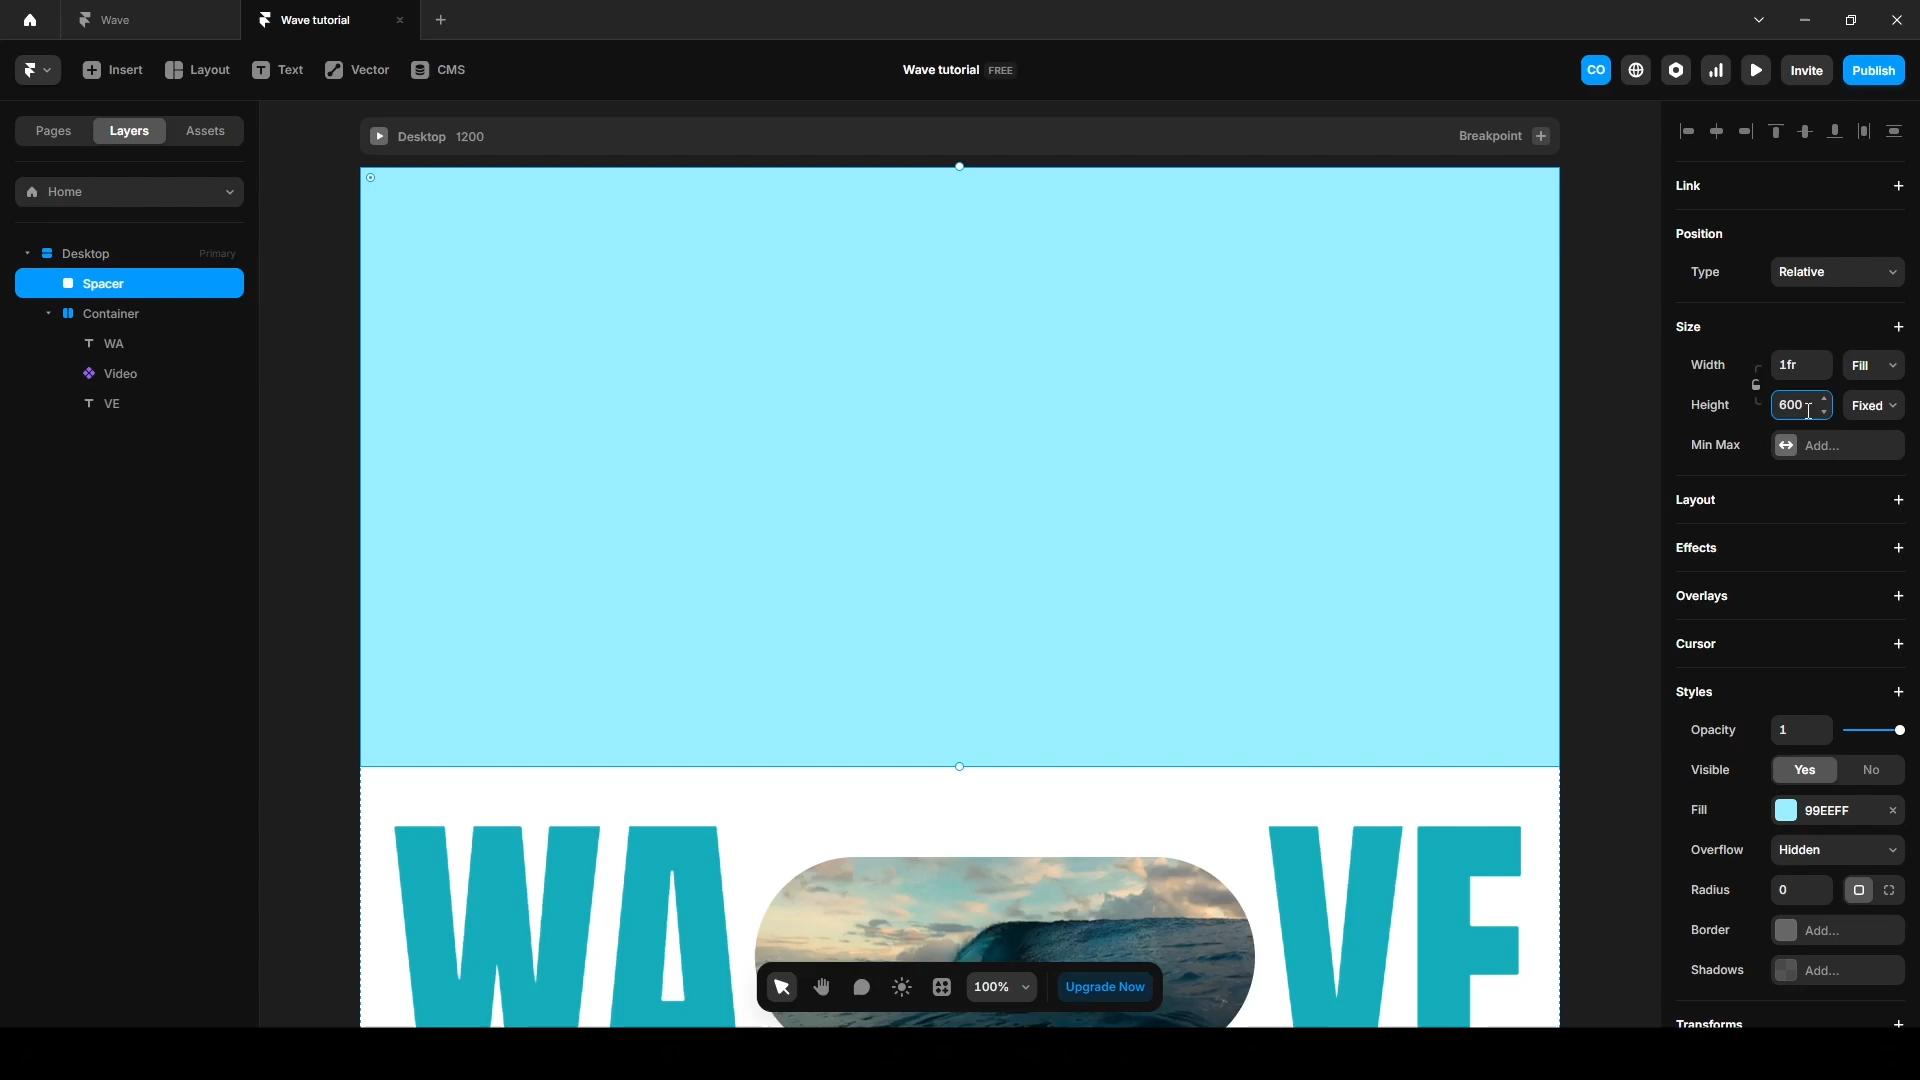 Wave
Wave tutorial
Insert
Layout
Text
Vector
CMS
Wave tutorial FREE
CO
Invite
Publish
Pages
Layers
Assets
Home
Desktop
Primary
Spacer
Container
WA
Video
VE
Desktop 1200
Breakpoint
WA
VE
100%
Upgrade Now
Link
Position
Type
Relative
Size
Width
1fr
Fill
Height
600
Fixed
Min Max
Add...
Layout
Effects
Overlays
Cursor
Styles
Opacity
1
Visible
Yes
No
Fill
99EEFF
Overflow
Hidden
Radius
0
Border
Add...
Shadows
Add...
Transforms